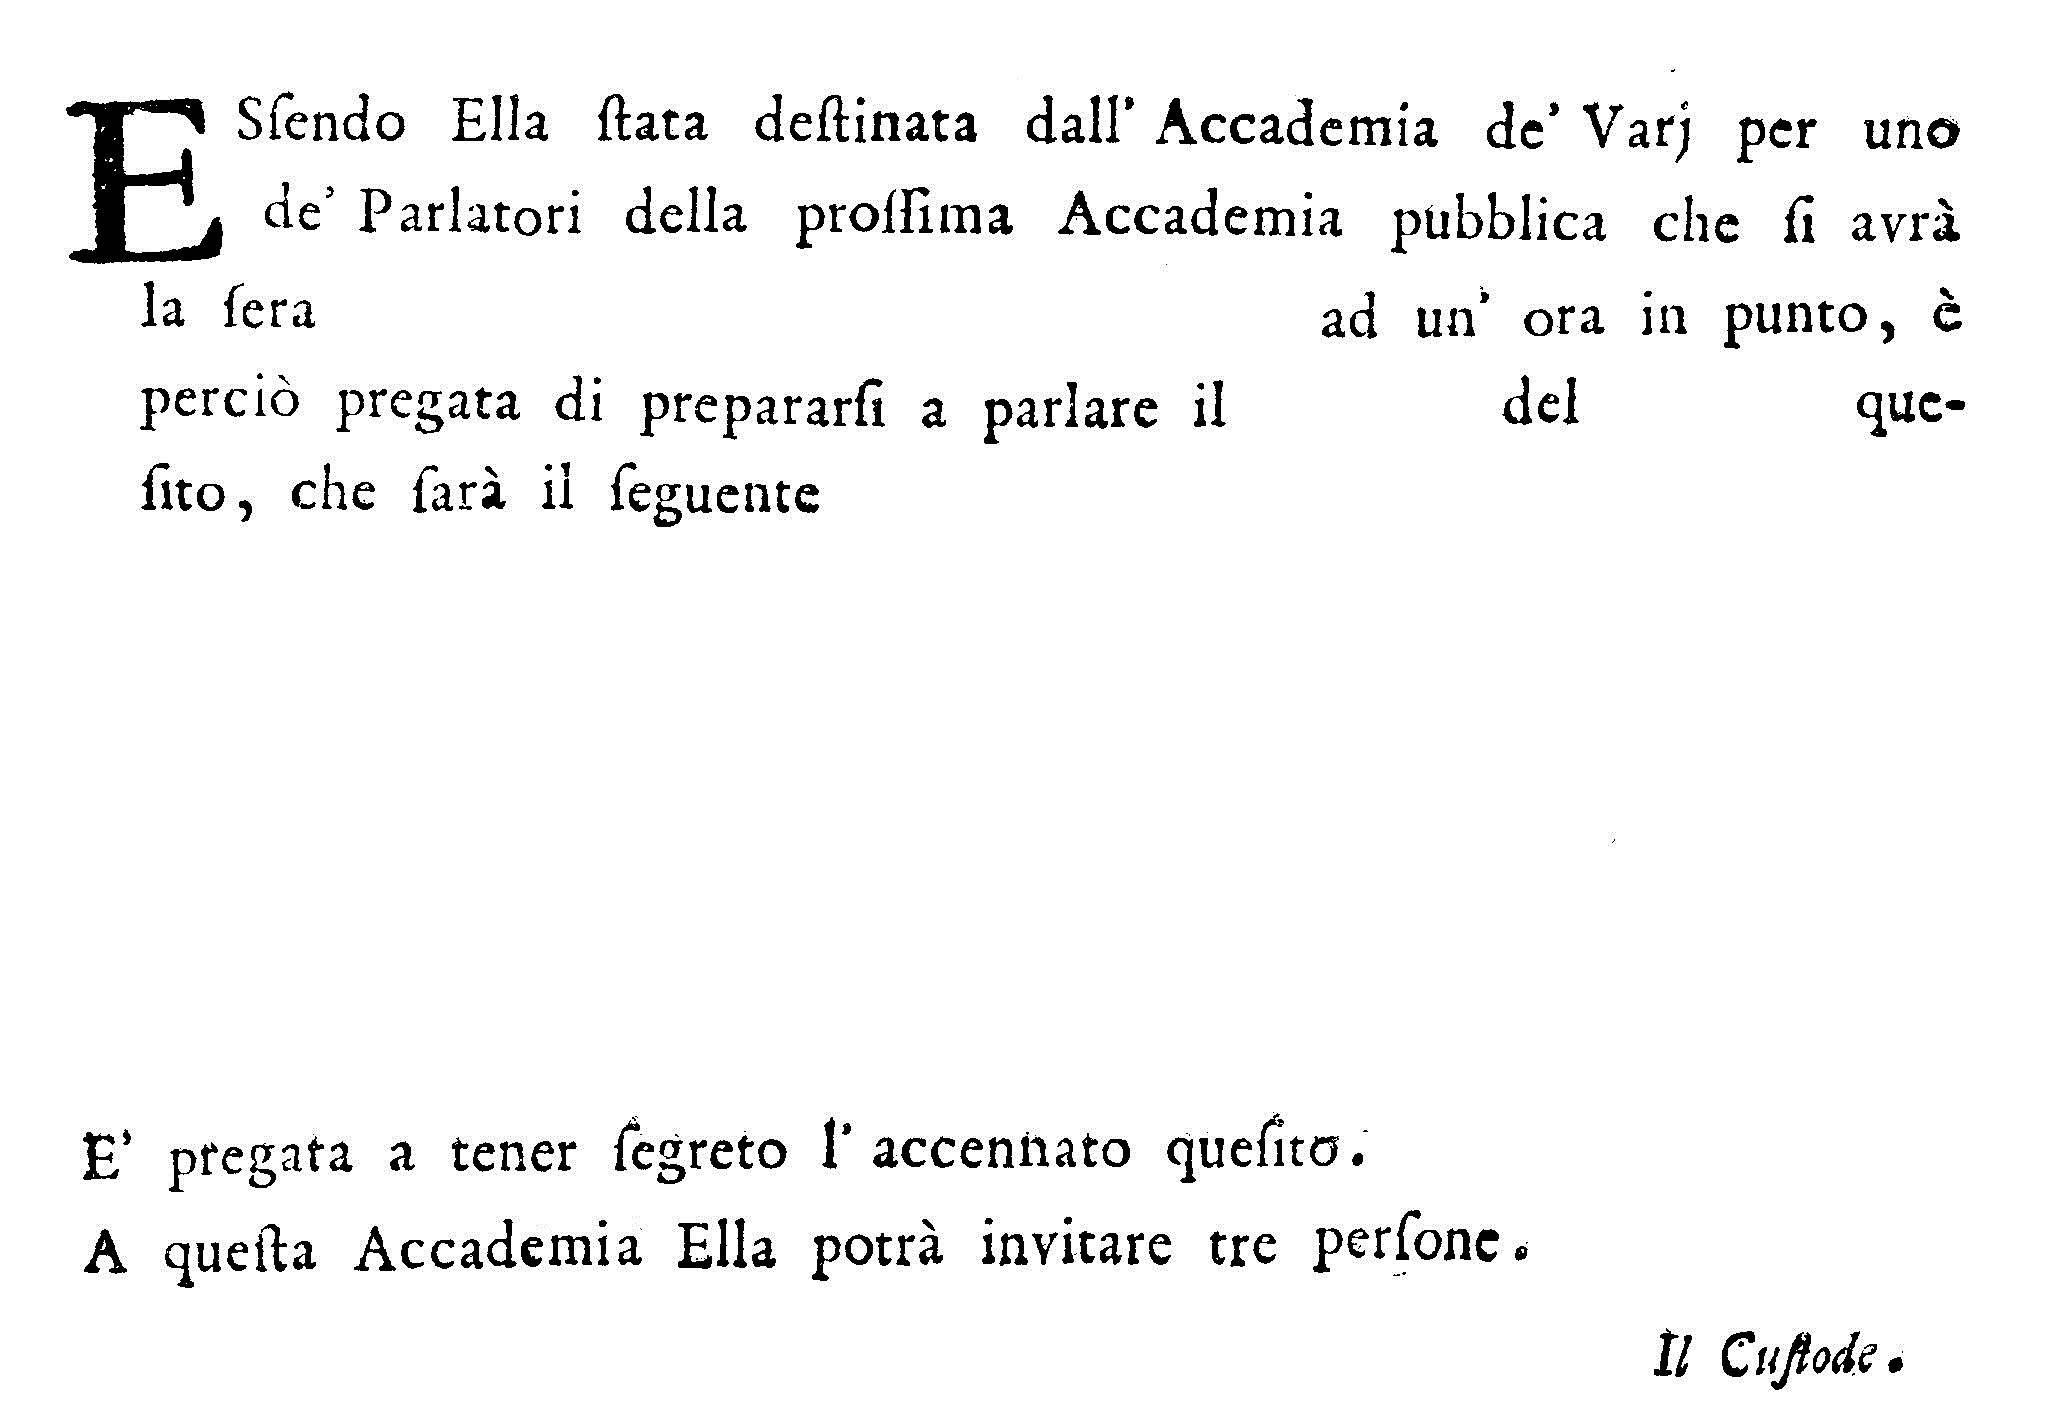 ESſendo Ella ſtata deſtinata dall' Accademia de' Varj per uno
de' Parlatori della proſſima Accademia pubblica che ſi avrà
la ſera ad un' ora in punto, è
perciò pregata di prepararſi a parlare il del que-
ſito, che ſarà il ſeguente
E' pregata a tener ſegreto l' accennato queſito.
A queſta Accademia Ella potrà invitare tre perſone.
Il Cuſtode.